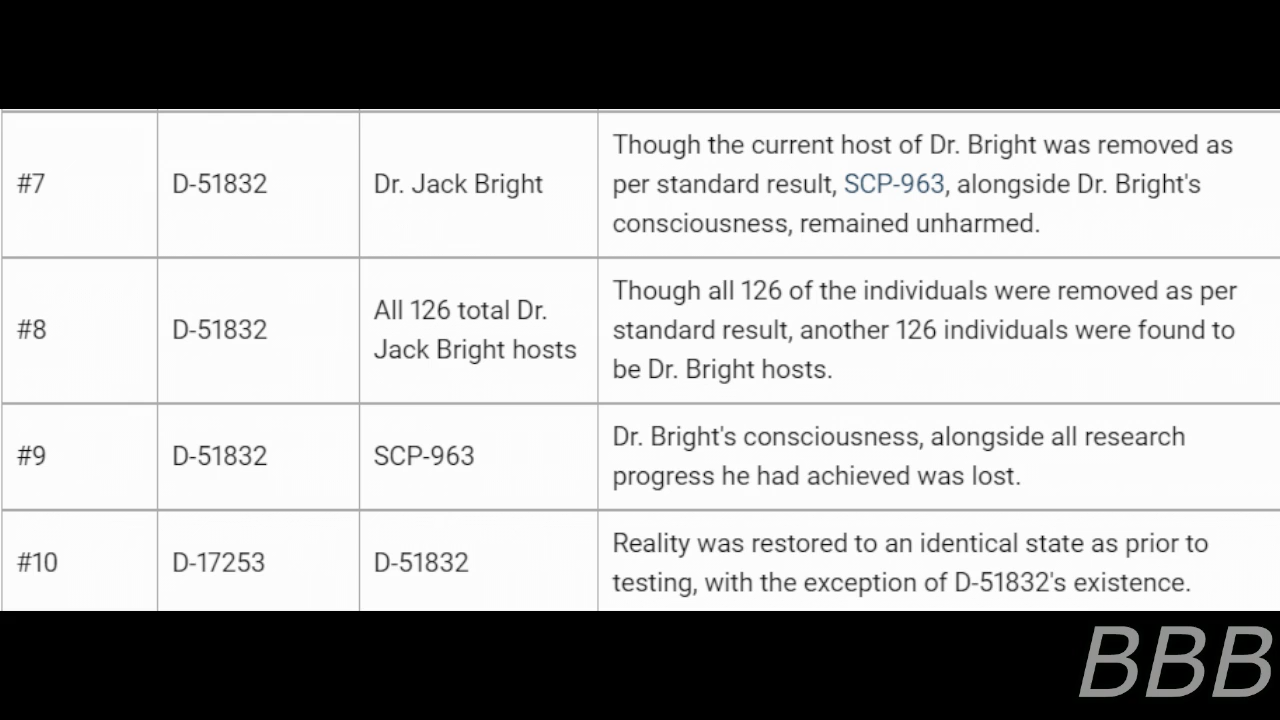 #7 D-51832 Dr. Jack Bright Though the current host of Dr. Bright was removed as
per standard result, SCP-963, alongside Dr. Bright's
consciousness, remained unharmed.
#8 D-51832 All 126 total Dr.
Jack Bright hosts
Though all 126 of the individuals were removed as per
standard result, another 126 individuals were found to
be Dr. Bright hosts.
#9 D-51832 SCP-963 Dr. Bright's consciousness, alongside all research
progress he had achieved was lost.
#10 D-17253 D-51832 Reality was restored to an identical state as prior to
testing, with the exception of D-51832's existence.
BBB